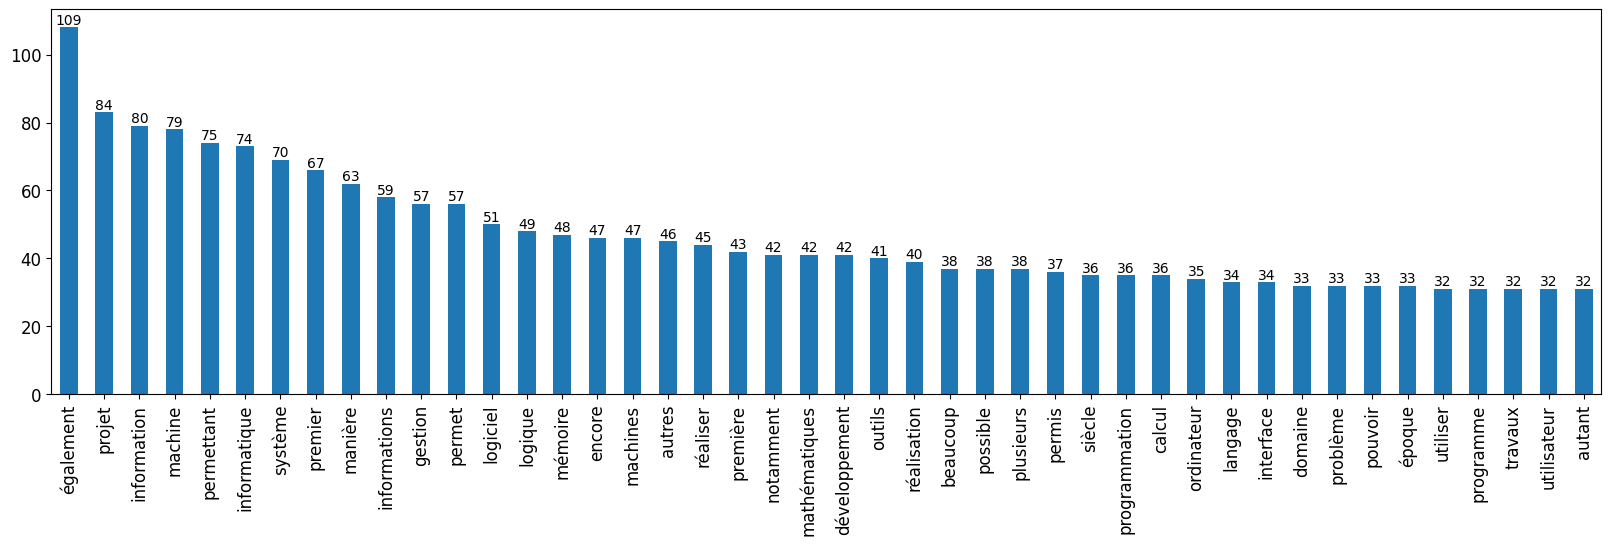 109
84
80
79
75
74
70
67
63
59
57
57
51
49
48
47
47
46
45
43
42
42
42
41
40
38
38
38
37
36
36
36
35
34
34
33
33
33
33
32
32
32
32
32
100
80
60
40
20
0
également
projet
information
machine
permettant
informatique
système
premier
manière
informations
gestion
permet
logiciel
logique
mémoire
encore
machines
autres
réaliser
première
notamment
mathématiques
développement
outils
réalisation
beaucoup
possible
plusieurs
permis
siècle
programmation
calcul
ordinateur
langage
interface
domaine
problème
pouvoir
époque
utiliser
programme
travaux
utilisateur
autant